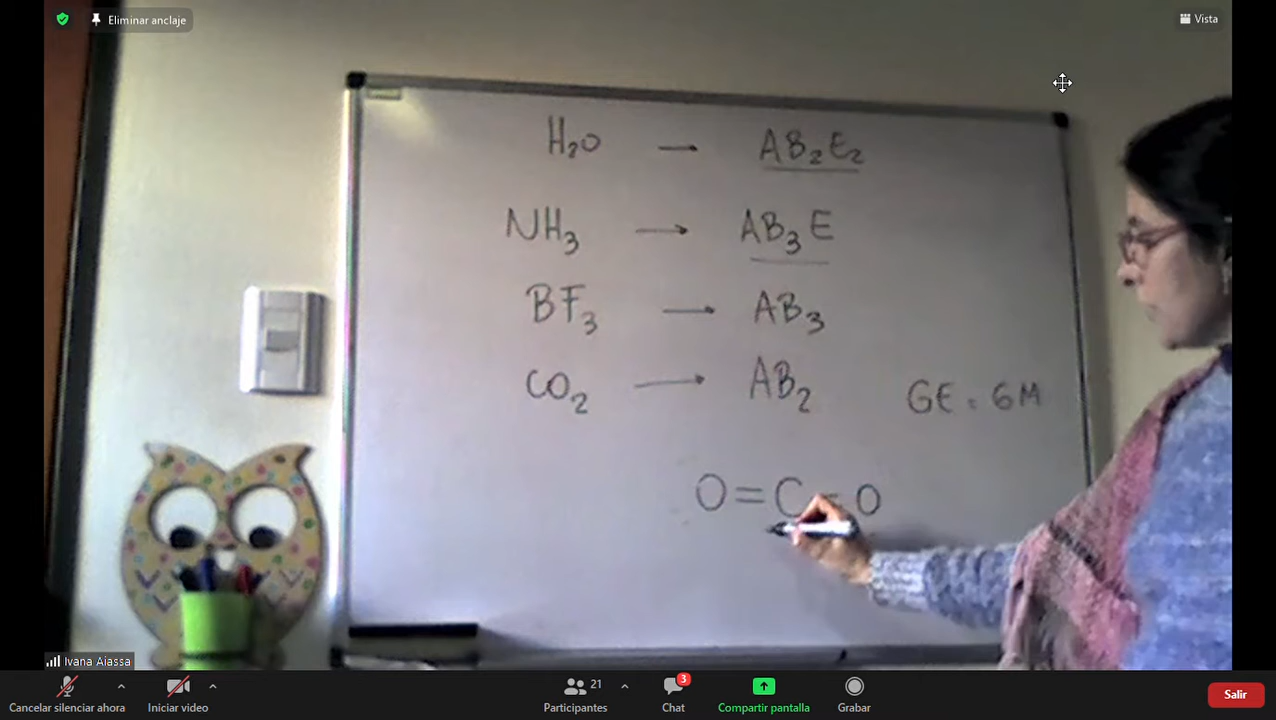 Eliminar anclaje
Vista
H₂O → AB₂E₂
NH₃ → AB₃E
BF₃ → AB₃
CO₂ → AB₂ GE = GM
O=C=O
Ivana Aiassa
Cancelar silenciar ahora
Iniciar video
21
Participantes
3
Chat
Compartir pantalla
Grabar
Salir